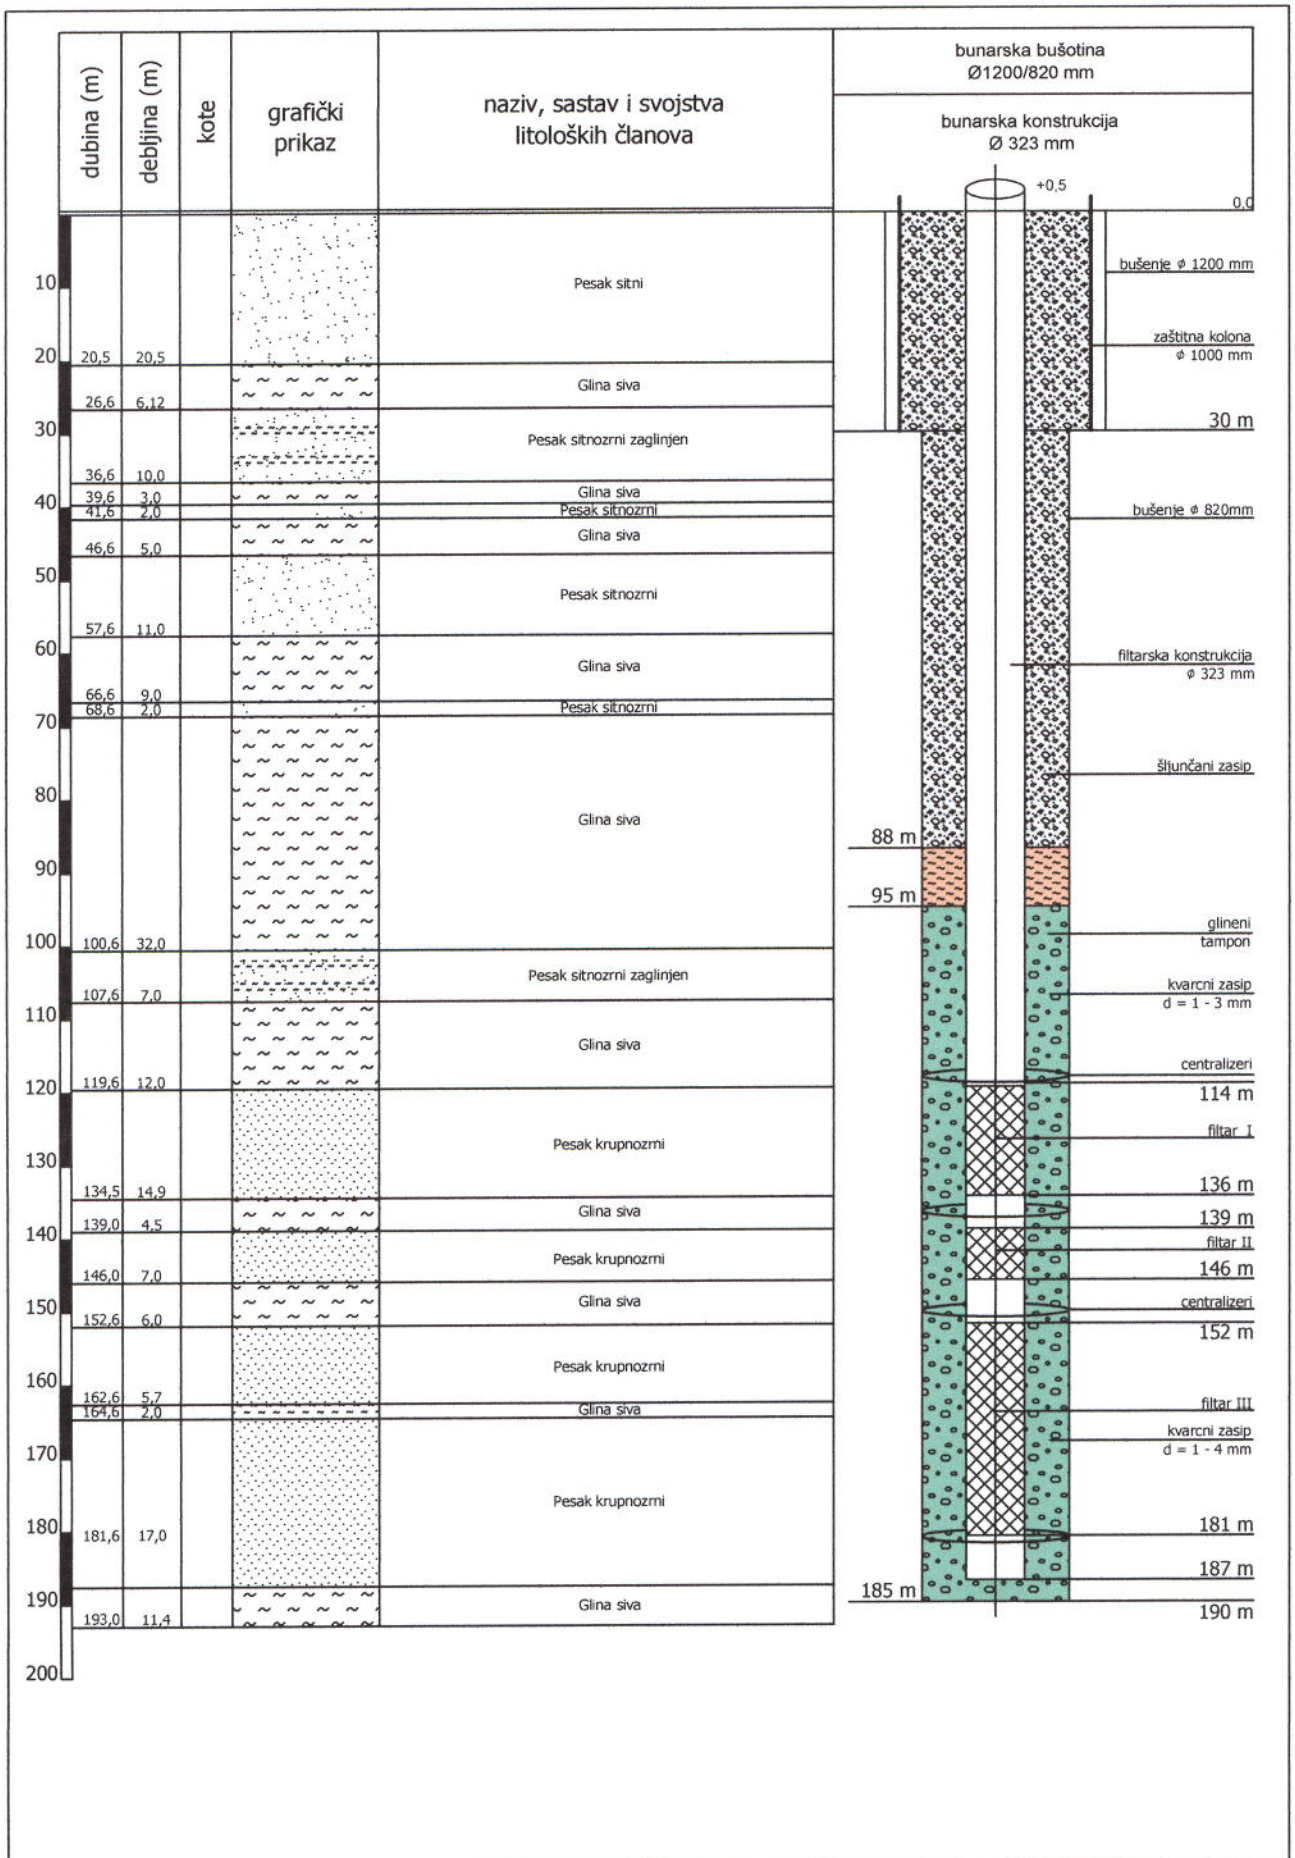 dubina (m)
debljina (m)
kote
grafički
prikaz
naziv, sastav i svojstva
litoloških članova
bunarska bušotina
Ø1200/820 mm
bunarska konstrukcija
Ø 323 mm
+0,5
0,0
10
Pesak sitni
bušenje ϕ 1200 mm
zaštitna kolona
ϕ 1000 mm
20
20,5 20,5
Glina siva
26,6 6,12
30
Pesak sitnozrni zaglinjen
30 m
36,6 10,0
Glina siva
39,6 3,0
40
Pesak sitnozrni
41,6 2,0
bušenje ϕ 820mm
Glina siva
46,6 5,0
50
Pesak sitnozrni
57,6 11,0
60
Glina siva
filtarska konstrukcija
ϕ 323 mm
66,6 9,0
Pesak sitnozrni
68,6 2,0
70
šljunčani zasip
80
Glina siva
88 m
90
95 m
glineni
tampon
100
100,6 32,0
Pesak sitnozrni zaglinjen
kvarcni zasip
d = 1 - 3 mm
107,6 7,0
110
Glina siva
centralizeri
119,6 12,0
120
114 m
filtar I
Pesak krupnozrni
130
134,5 14,9
136 m
Glina siva
139 m
139,0 4,5
140
filtar II
Pesak krupnozrni
146,0 7,0
146 m
Glina siva
centralizeri
150
152,6 6,0
152 m
Pesak krupnozrni
160
162,6 5,7
filtar III
Glina siva
164,6 2,0
kvarcni zasip
d = 1 - 4 mm
170
Pesak krupnozrni
180
181,6 17,0
181 m
187 m
185 m
190
Glina siva
190 m
193,0 11,4
200